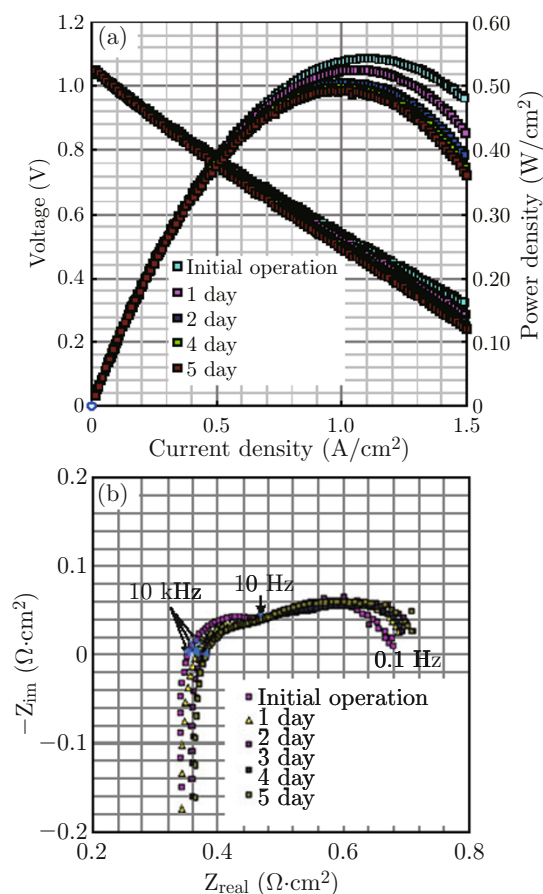 (a)
1.2
1.0
0.8
0.6
0.4
0.2
0
Voltage (V)
0.60
0.50
0.40
0.30
0.20
0.10
0
Power density (W/cm²)
Initial operation
1 day
2 day
4 day
5 day
0
0.5
1.0
1.5
Current density (A/cm²)
(b)
0.2
0.1
0
−0.1
−0.2
−Z_im (Ω·cm²)
10 kHz
10 Hz
0.1 Hz
Initial operation
1 day
2 day
3 day
4 day
5 day
0.2
0.4
0.6
0.8
Z_real (Ω·cm²)